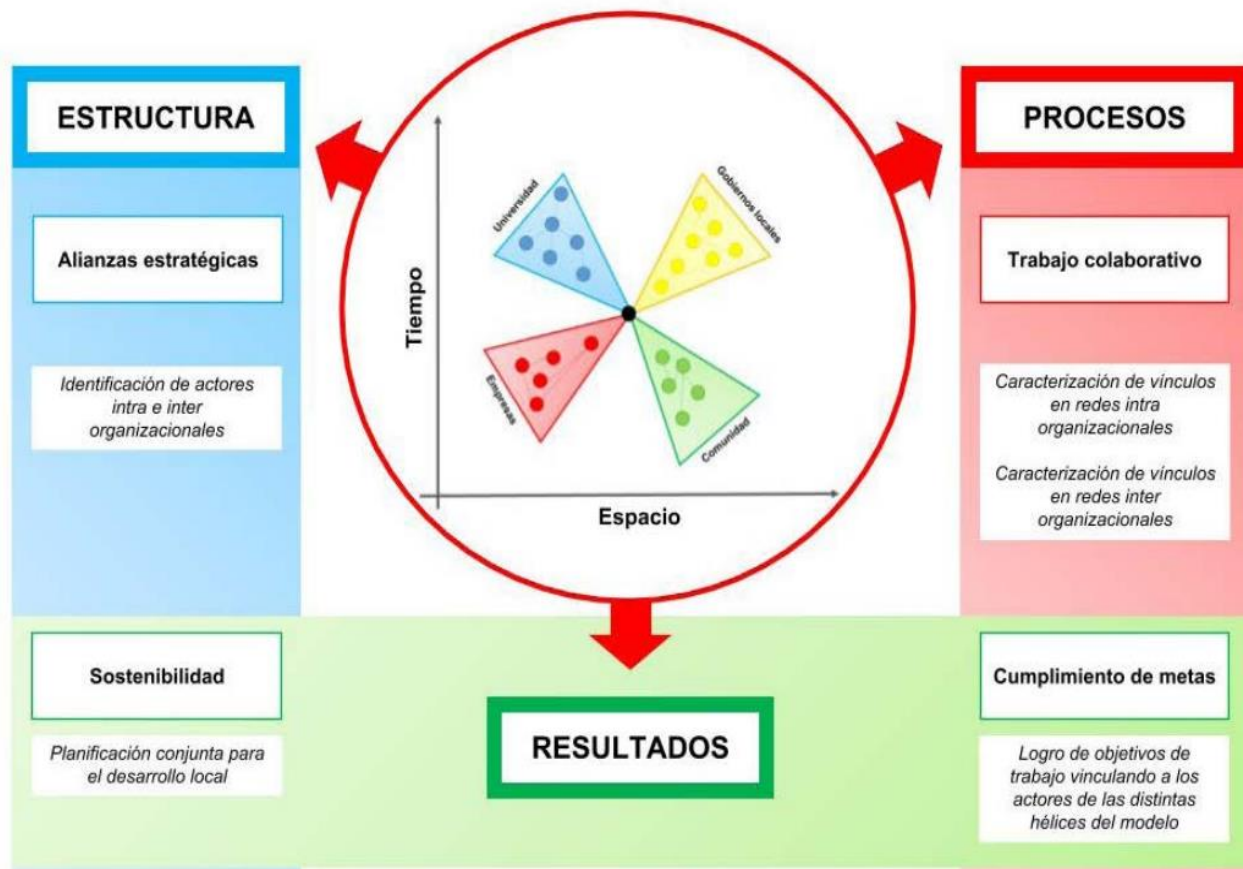 ESTRUCTURA
Alianzas estratégicas
Identificación de actores
intra e inter
organizacionales
Tiempo
Universidad
Gobiernos locales
Empresas
Comunidad
Espacio
PROCESOS
Trabajo colaborativo
Caracterización de vínculos
en redes intra
organizacionales
Caracterización de vínculos
en redes inter
organizacionales
Sostenibilidad
Planificación conjunta para
el desarrollo local
RESULTADOS
Cumplimiento de metas
Logro de objetivos de
trabajo vinculando a los
actores de las distintas
hélices del modelo